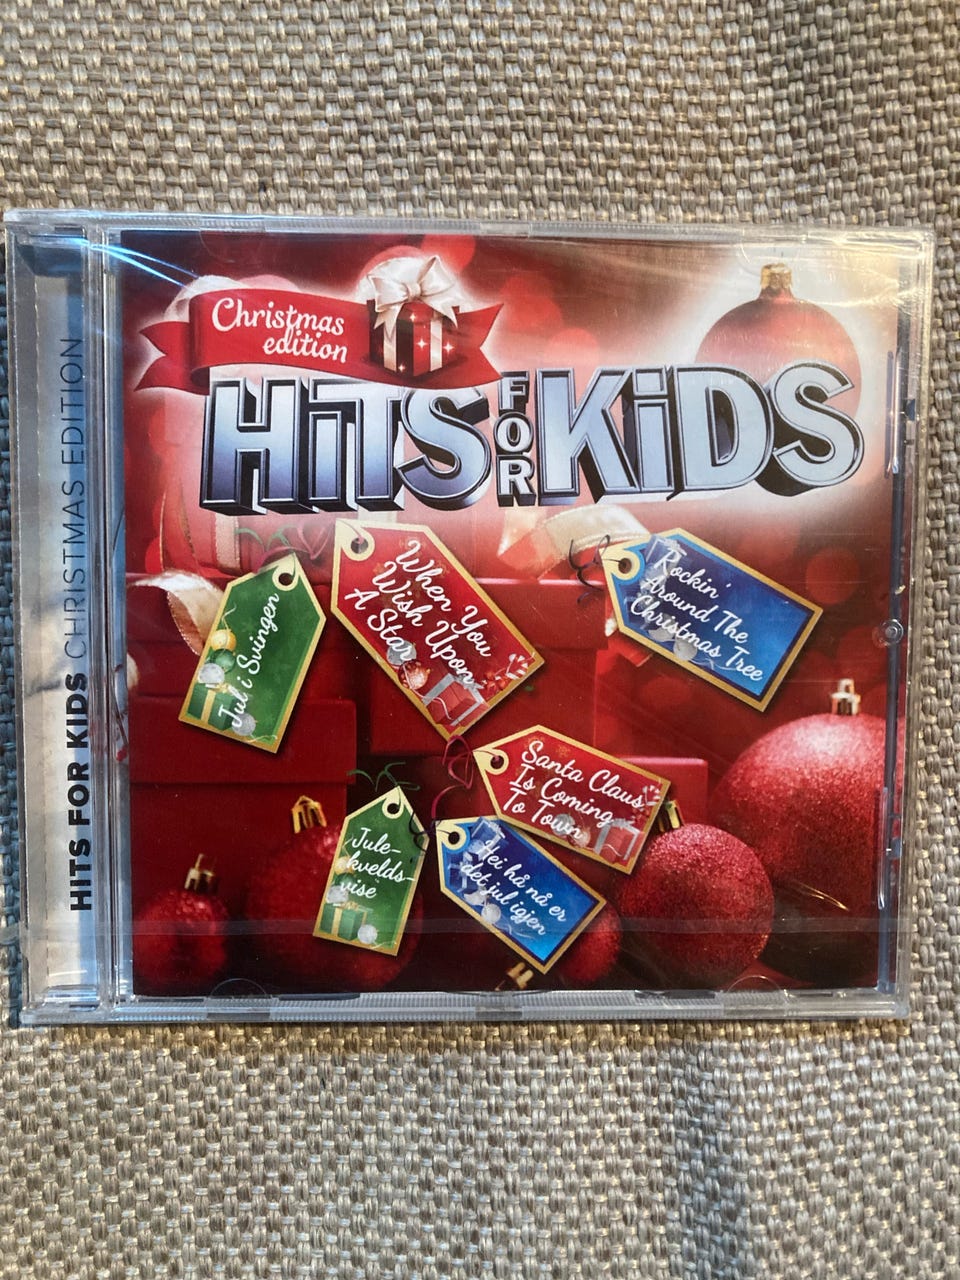 HITS FOR KIDS CHRISTMAS EDITION
Christmas
edition
HiTS FOR KiDS
Jul i Svingen
When You
Wish Upon
A Star
Rockin'
Around The
Christmas Tree
Santa Claus
Is Coming
To Town
Jule-
kvelds-
vise
Hei hå nå er
det jul igjen